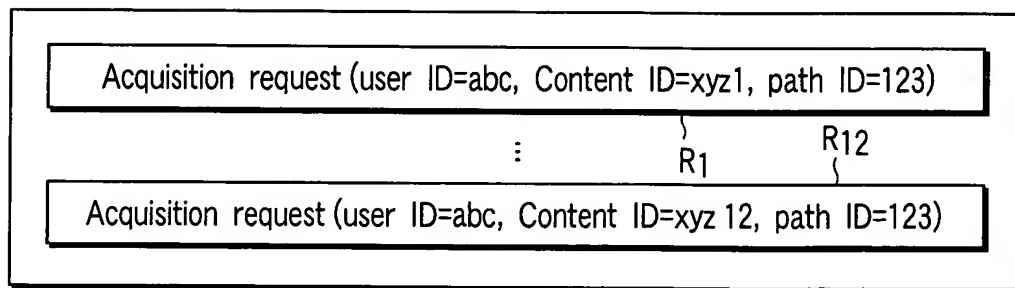 Acquisition request (user ID=abc, Content ID=xyz1, path ID=123)
⋮
R1
R12
Acquisition request (user ID=abc, Content ID=xyz 12, path ID=123)